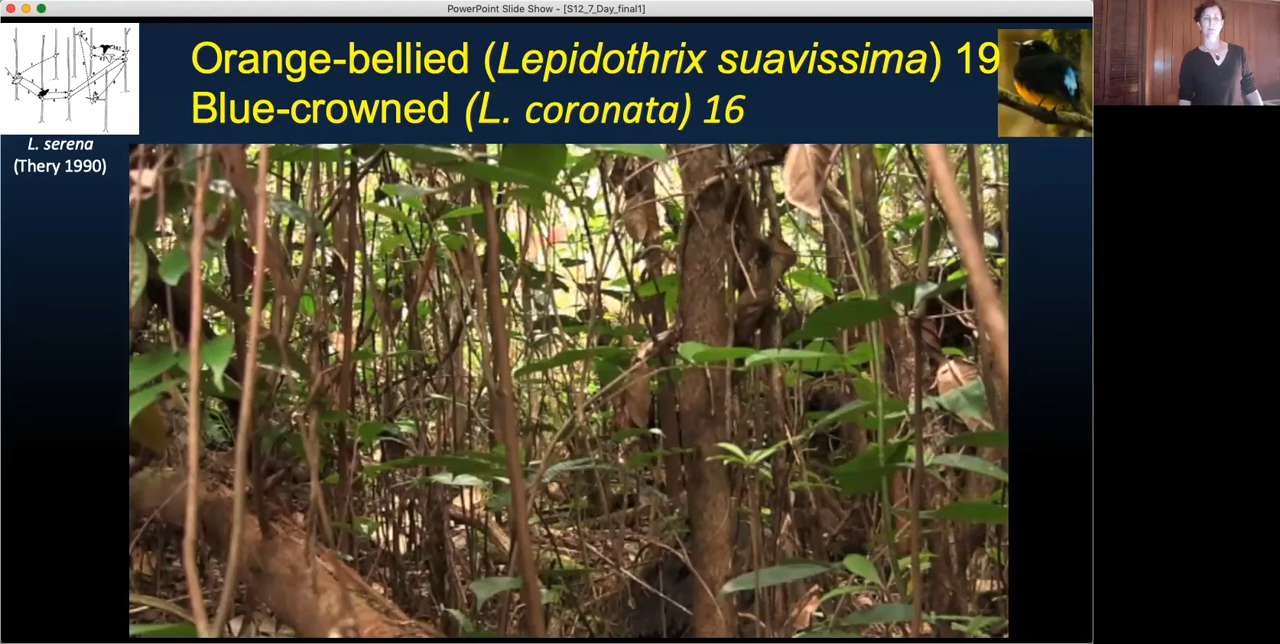 PowerPoint Slide Show - [S12_7_Day_final1]
Orange-bellied (Lepidothrix suavissima) 19
Blue-crowned (L. coronata) 16
L. serena
(Thery 1990)